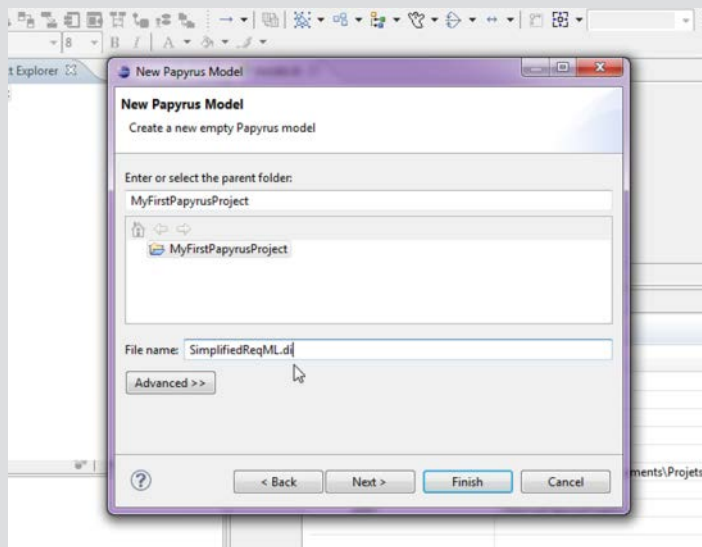 8 B I A
t Explorer
New Papyrus Model
New Papyrus Model
Create a new empty Papyrus model
Enter or select the parent folder:
MyFirstPapyrusProject
MyFirstPapyrusProject
File name: SimplifiedReqML.di
Advanced >>
ments\Projets
? < Back Next > Finish Cancel